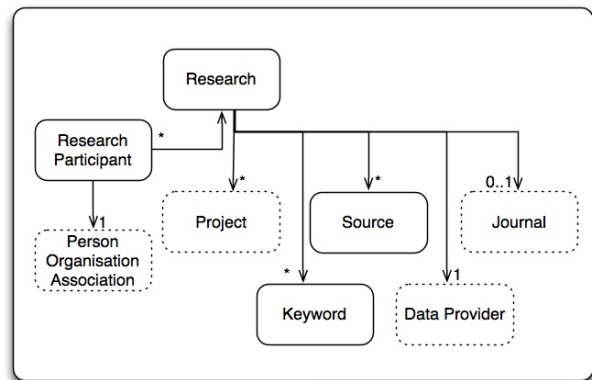 Research
Research
Participant
*
1
Person
Organisation
Association
*
Project
*
Source
0..1
Journal
*
Keyword
1
Data Provider